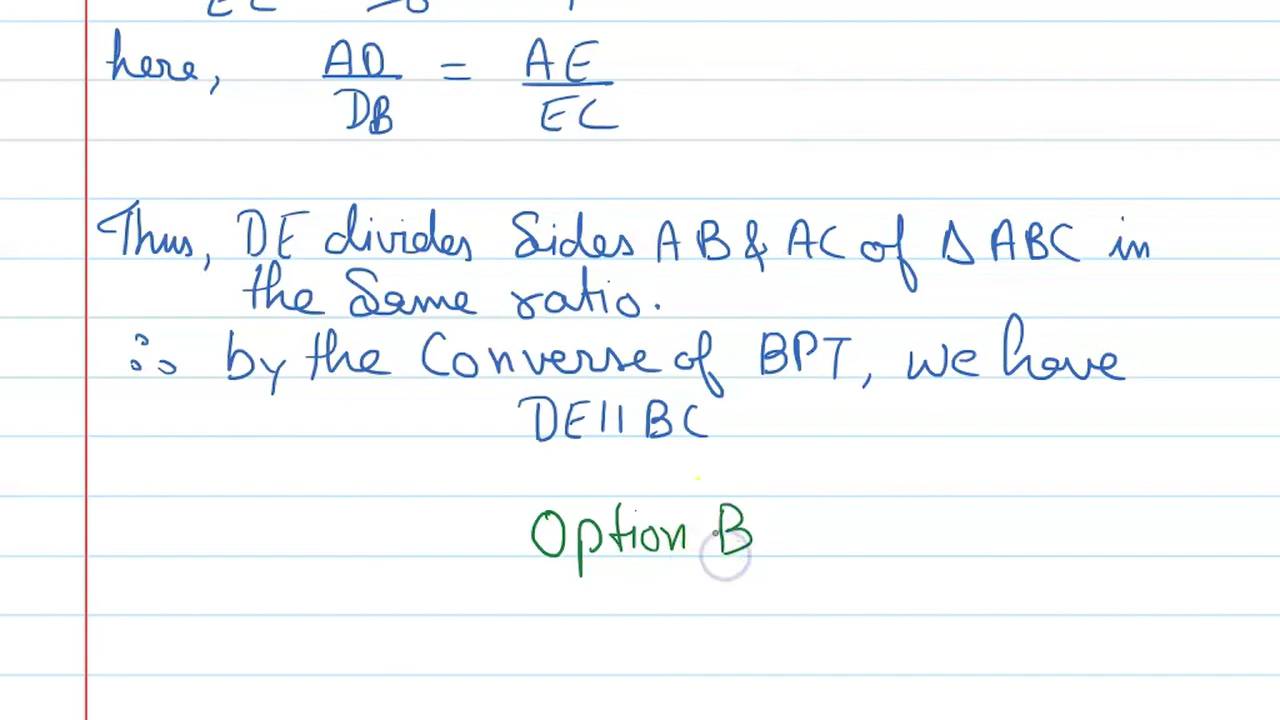 here, AD/DB = AE/EC
Thus, DE divides Sides AB & AC of Δ ABC in
the Same ratio.
∴ by the Converse of BPT, we have
DE || BC
Option B